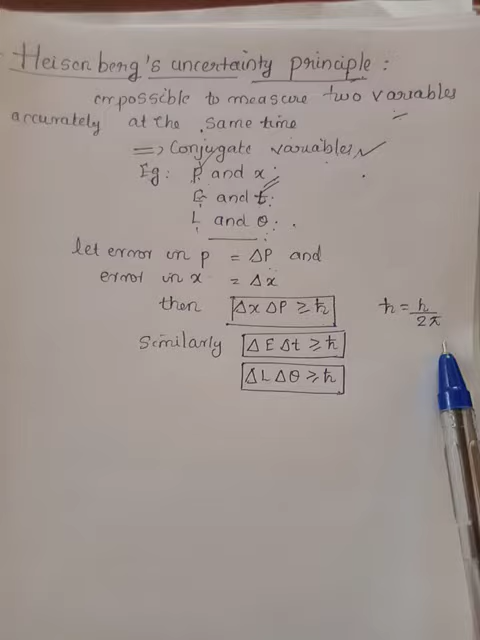 Heisenberg's uncertainty principle :
impossible to measure two variables
accurately at the same time
=> Conjugate variables ✓
Eg: P and x
E and t
L and θ
let error in p = ΔP and
error in x = Δx
then Δx ΔP ≥ ħ
ħ = h/2π
Similarly ΔE Δt ≥ ħ
ΔL Δθ ≥ ħ